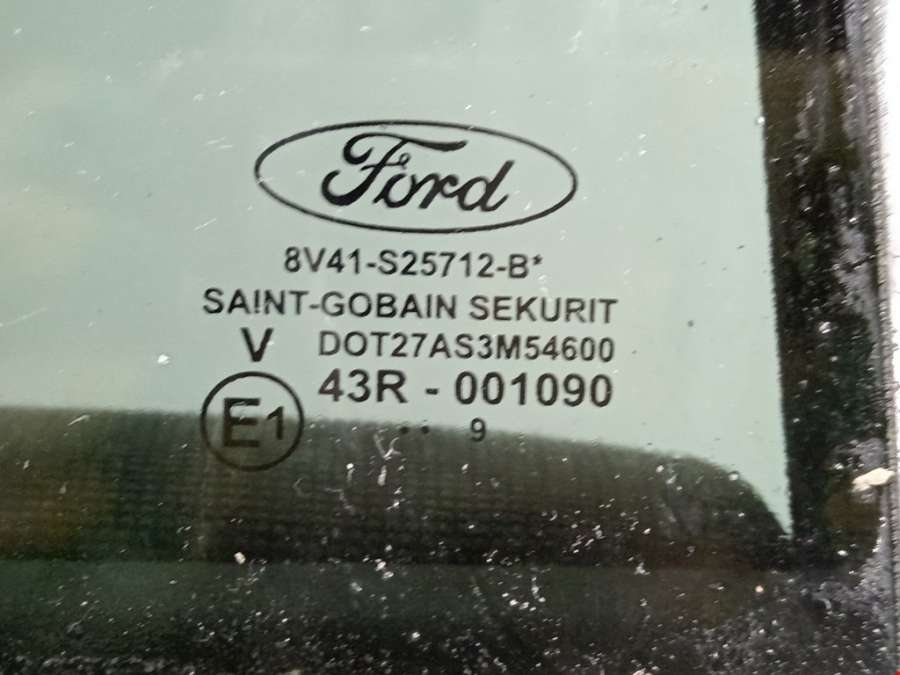 Ford
8V41-S25712-B*
SAINT-GOBAIN SEKURIT
V DOT27AS3M54600
43R - 001090
E1
. . 9